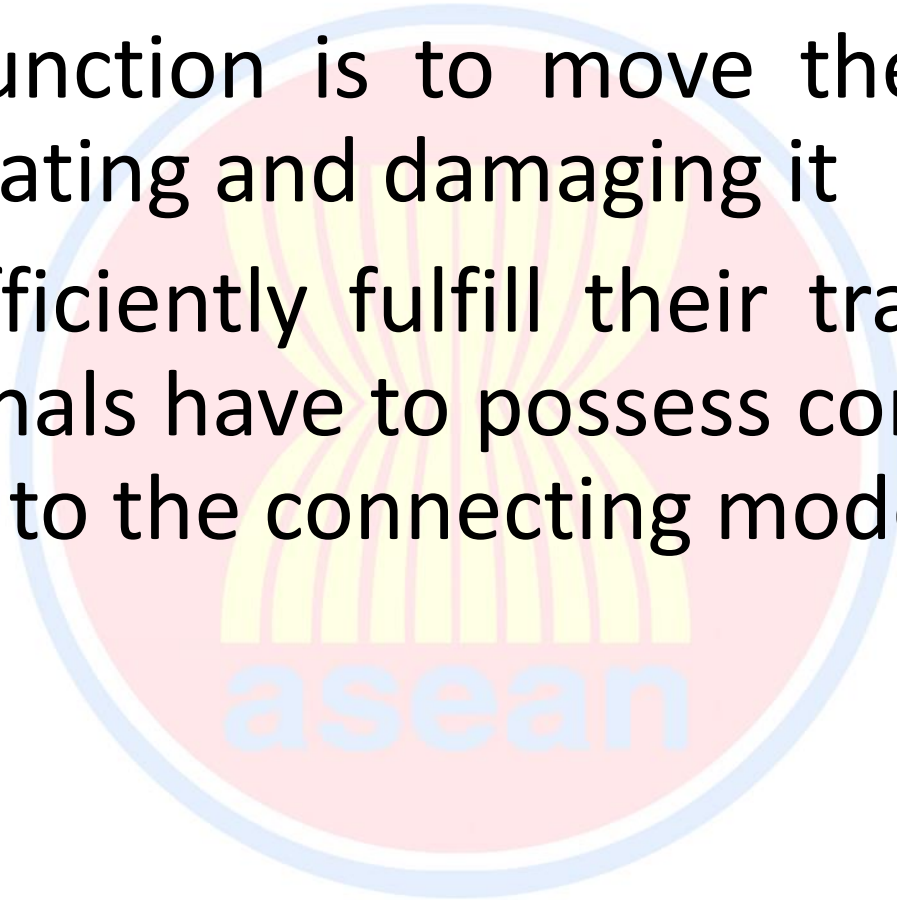 unction is to move the
ating and damaging it
fficiently fulfill their tra
nals have to possess co
to the connecting mod
asean